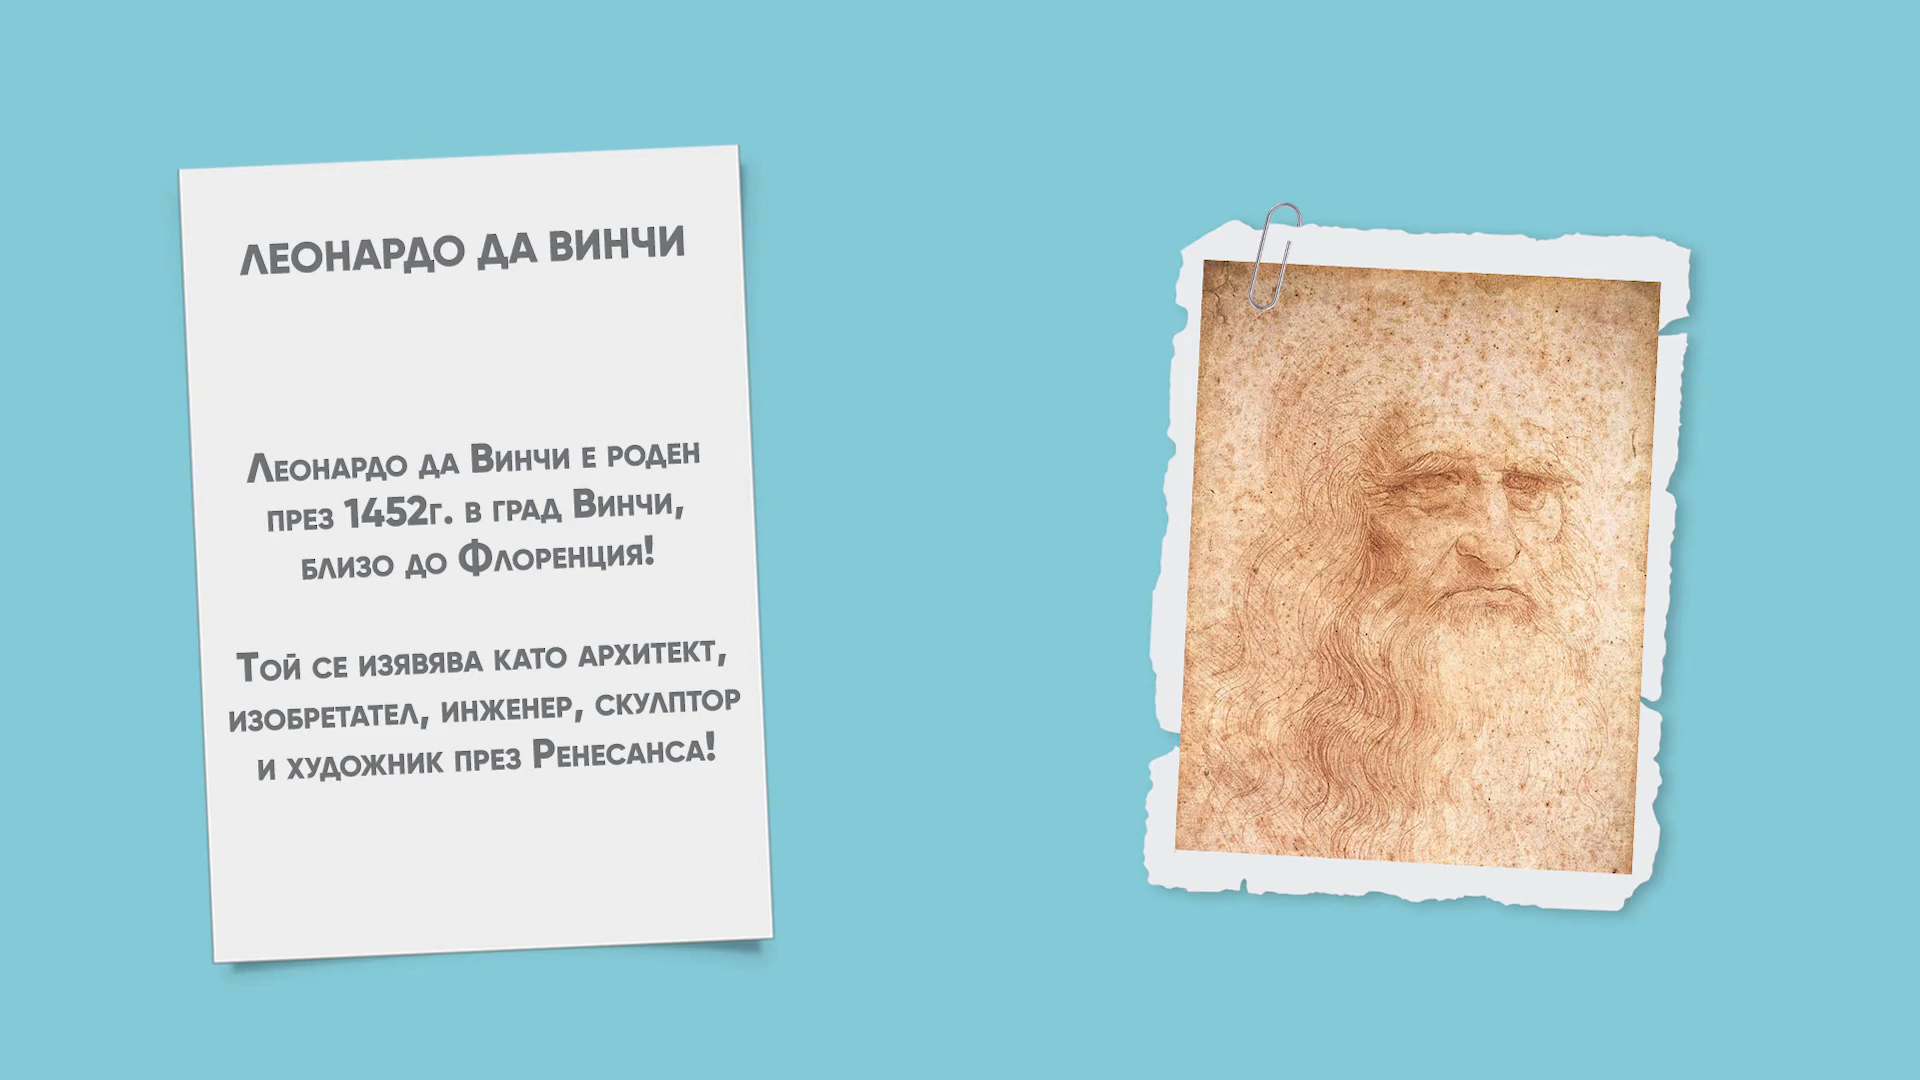 ЛЕОНАРДО ДА ВИНЧИ
Леонардо да Винчи е роден
през 1452г. в град Винчи,
близо до Флоренция!
Той се изявява като архитект,
изобретател, инженер, скулптор
и художник през Ренесанса!